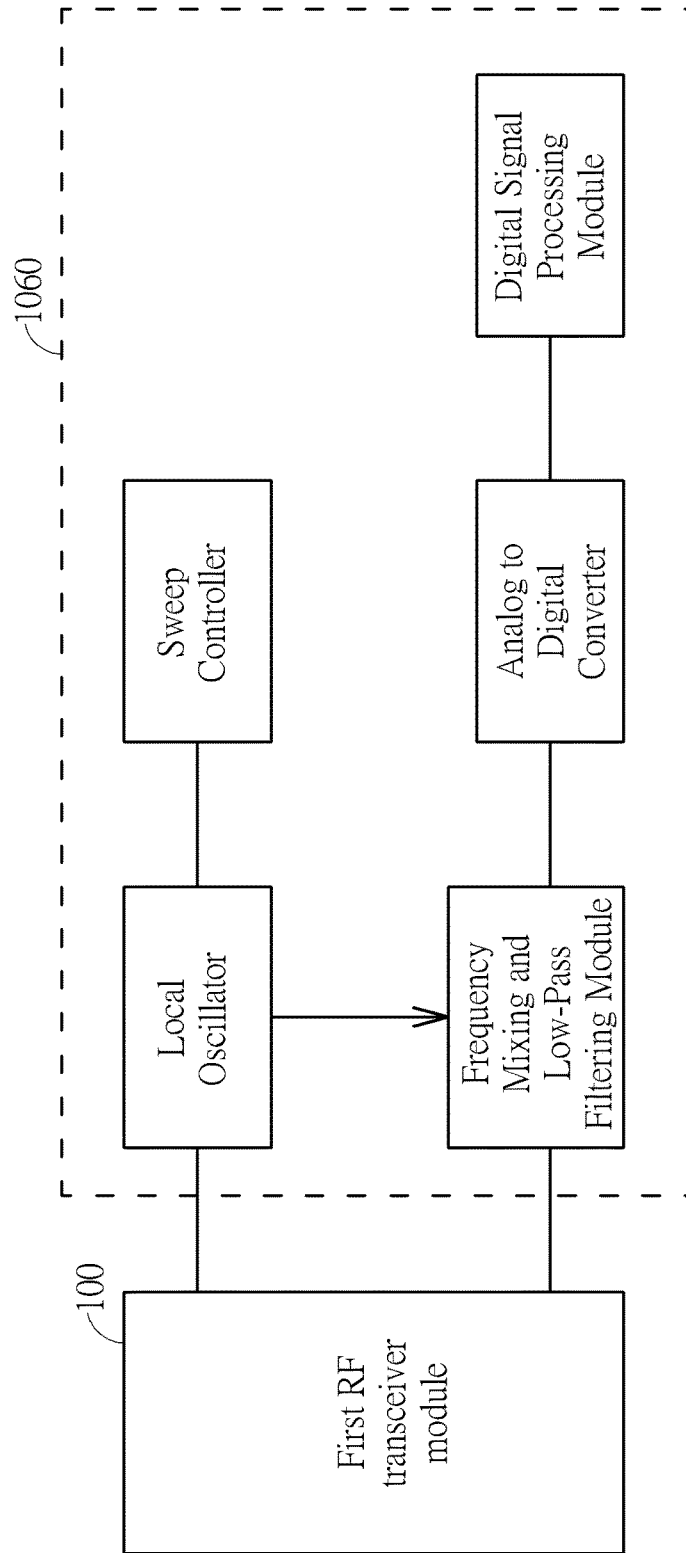 1060
100
First RF
transceiver
module
Local
Oscillator
Sweep
Controller
Frequency
Mixing and
Low-Pass
Filtering Module
Analog to
Digital
Converter
Digital Signal
Processing
Module